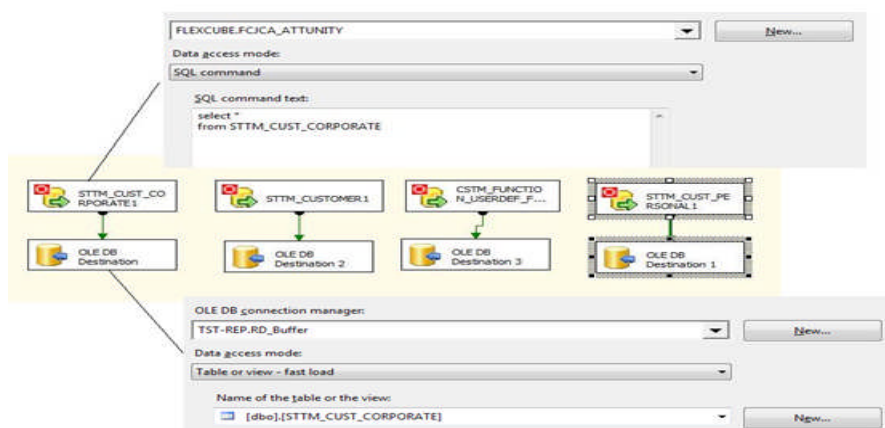 FLEXCUBE.FCJCA_ATTUNITY
New...
Data access mode:
SQL command
SQL command text:
select *
from STTM_CUST_CORPORATE
STTM_CUST_CO
RPORATE1
STTM_CUSTOMER1
CSTM_FUNCTIO
N_USERDEF_F...
STTM_CUST_PE
RSONAL1
OLE DB
Destination
OLE DB
Destination 2
OLE DB
Destination 3
OLE DB
Destination 1
OLE DB connection manager:
TST-REP.RD_Buffer
New...
Data access mode:
Table or view - fast load
Name of the table or the view:
[dbo].[STTM_CUST_CORPORATE]
New...